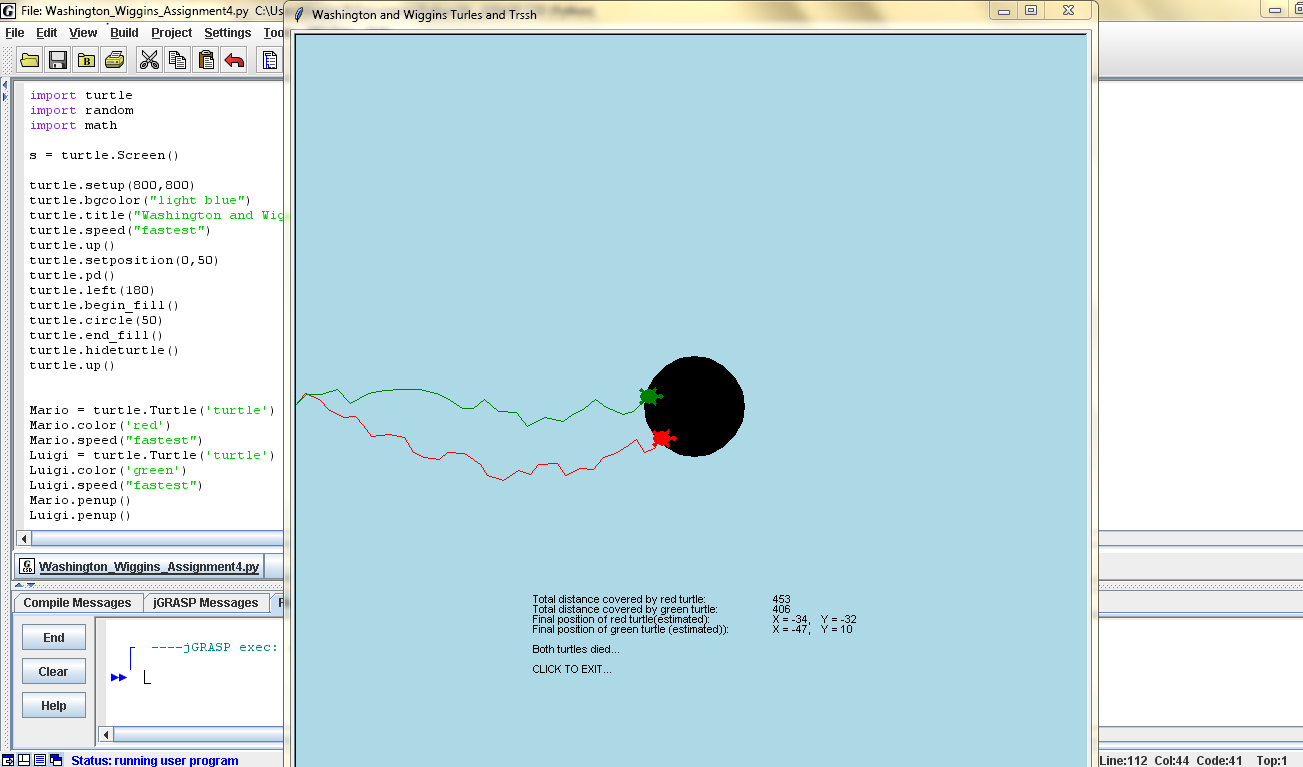 File: Washington_Wiggins_Assignment4.py C:\Us
Washington and Wiggins Turles and Trssh
File Edit View Build Project Settings Too
import turtle
import random
import math
s = turtle.Screen()
turtle.setup(800,800)
turtle.bgcolor("light blue")
turtle.title("Washington and Wig
turtle.speed("fastest")
turtle.up()
turtle.setposition(0,50)
turtle.pd()
turtle.left(180)
turtle.begin_fill()
turtle.circle(50)
turtle.end_fill()
turtle.hideturtle()
turtle.up()
Mario = turtle.Turtle('turtle')
Mario.color('red')
Mario.speed("fastest")
Luigi = turtle.Turtle('turtle')
Luigi.color('green')
Luigi.speed("fastest")
Mario.penup()
Luigi.penup()
Washington_Wiggins_Assignment4.py
Compile Messages jGRASP Messages
End
Clear
Help
----jGRASP exec:
Total distance covered by red turtle: 453
Total distance covered by green turtle: 406
Final position of red turtle(estimated): X = -34, Y = -32
Final position of green turtle (estimated)): X = -47, Y = 10
Both turtles died...
CLICK TO EXIT...
Status: running user program
Line:112 Col:44 Code:41 Top:1